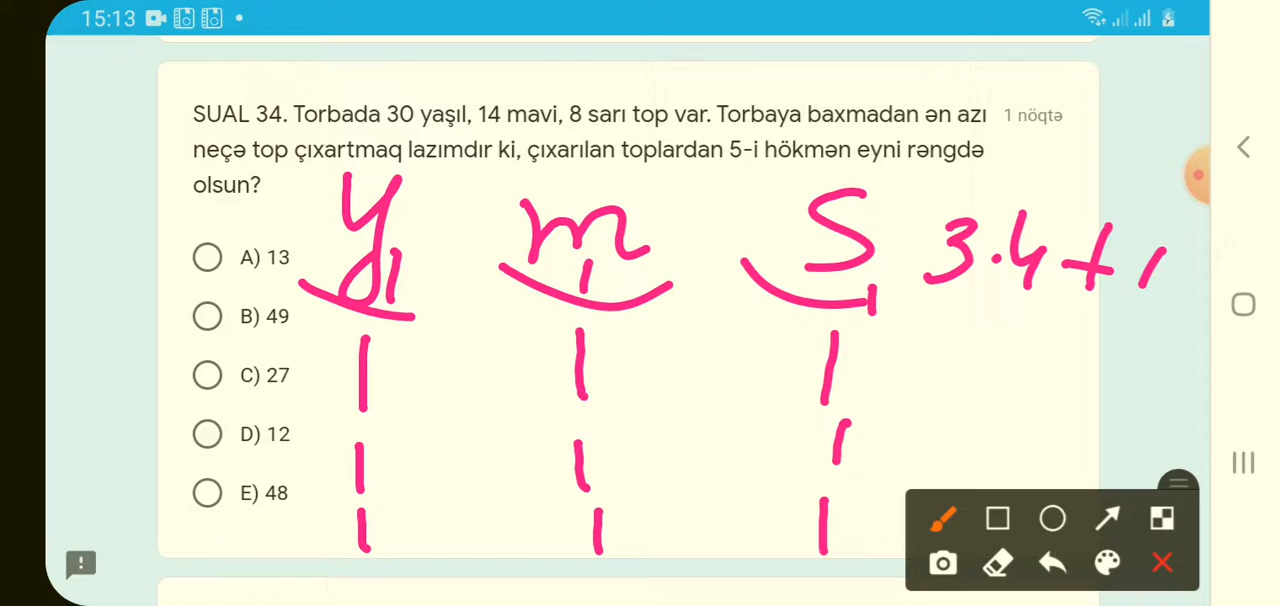 15:13
SUAL 34. Torbada 30 yaşıl, 14 mavi, 8 sarı top var. Torbaya baxmadan ən azı 1 nöqtə
neçə top çıxartmaq lazımdır ki, çıxarılan toplardan 5-i hökmən eyni rəngdə
olsun?
y m s 3.4+1
A) 13
B) 49
C) 27
D) 12
E) 48